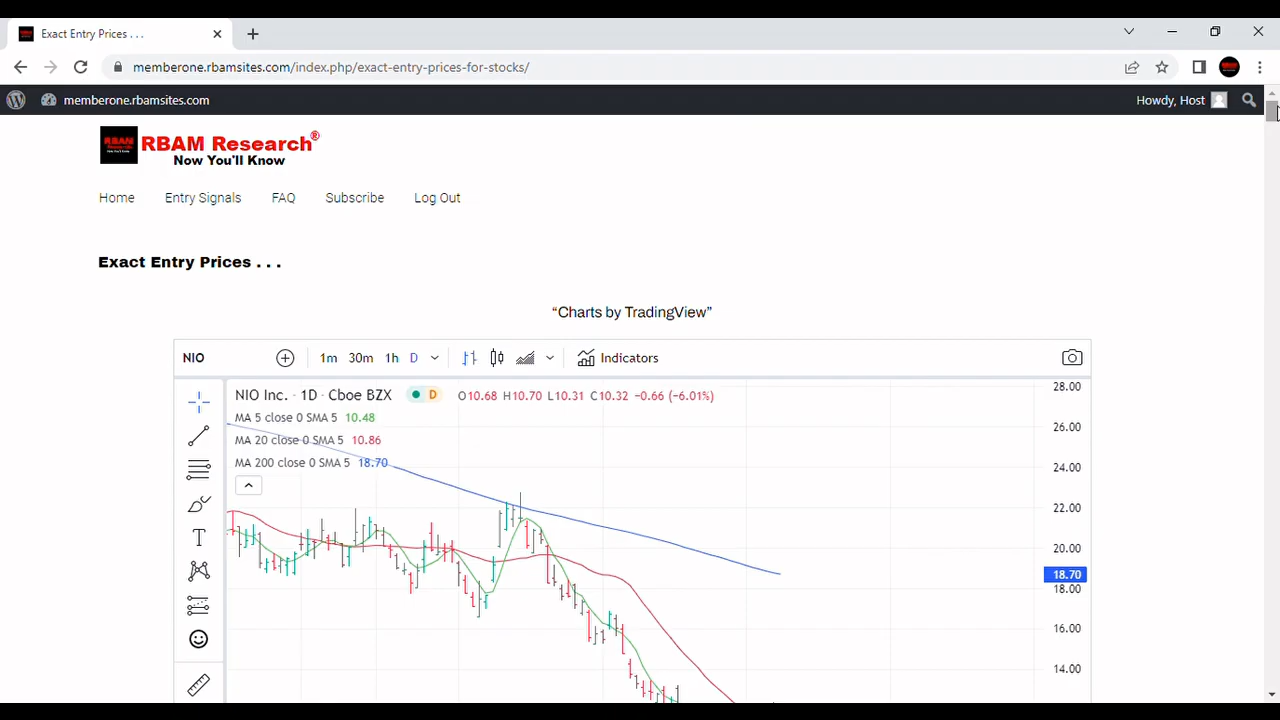 Exact Entry Prices . . .
memberone.rbamsites.com/index.php/exact-entry-prices-for-stocks/
memberone.rbamsites.com
Howdy, Host
RBAM Research®
Now You'll Know
Home Entry Signals FAQ Subscribe Log Out
Exact Entry Prices . . .
“Charts by TradingView”
NIO 1m 30m 1h D Indicators
NIO Inc. · 1D · Cboe BZX D O10.68 H10.70 L10.31 C10.32 -0.66 (-6.01%)
MA 5 close 0 SMA 5 10.48
MA 20 close 0 SMA 5 10.86
MA 200 close 0 SMA 5 18.70
28.00
26.00
24.00
22.00
20.00
18.70
18.00
16.00
14.00
T